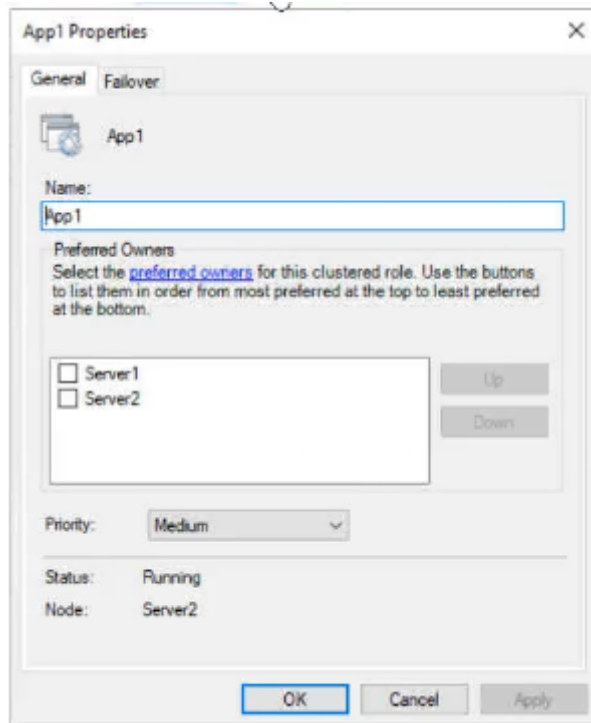 App1 Properties
General Failover
App1
Name:
App1
Preferred Owners
Select the preferred owners for this clustered role. Use the buttons
to list them in order from most preferred at the top to least preferred
at the bottom.
Server1
Server2
Up
Down
Priority: Medium
Status: Running
Node: Server2
OK Cancel Apply